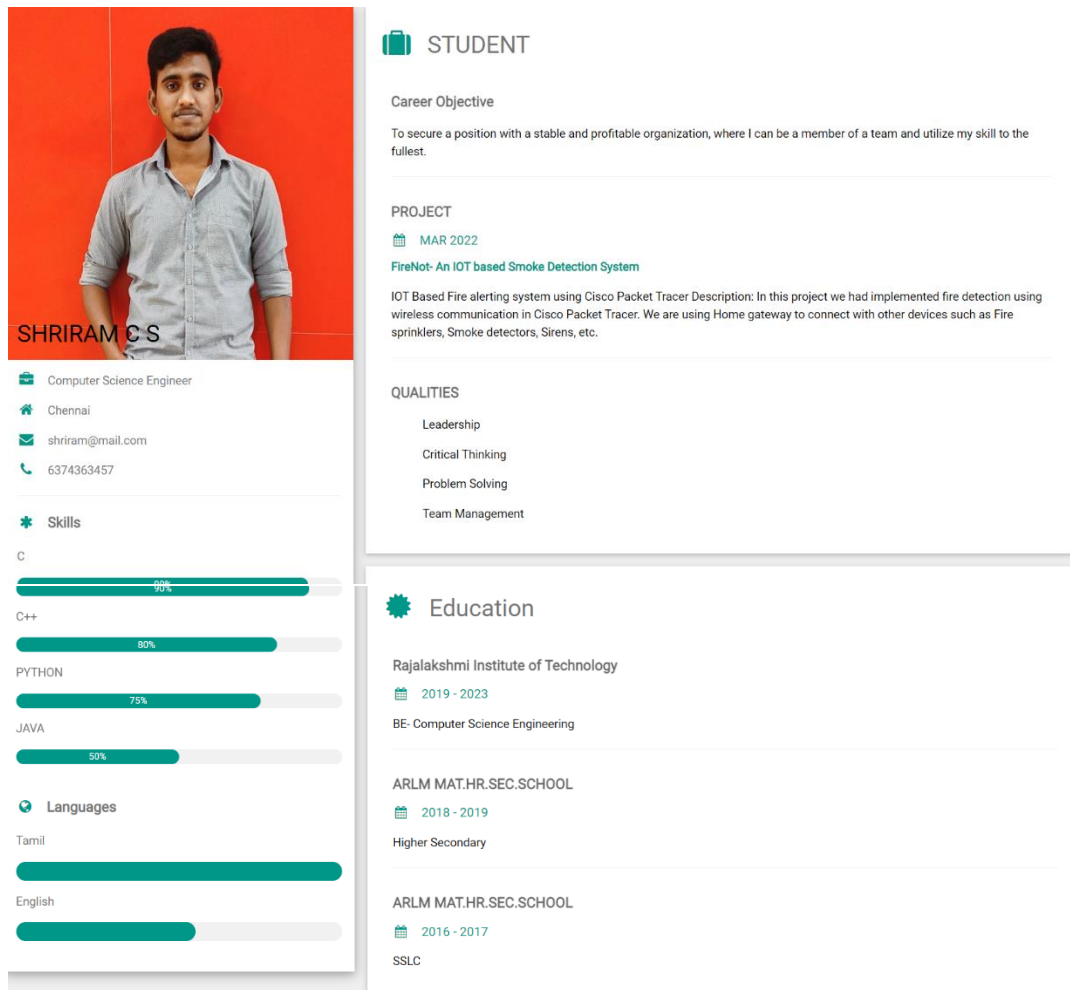 SHRIRAM C S
Computer Science Engineer
Chennai
shriram@mail.com
6374363457
Skills
C
90%
C++
80%
PYTHON
75%
JAVA
50%
Languages
Tamil
English
STUDENT
Career Objective
To secure a position with a stable and profitable organization, where I can be a member of a team and utilize my skill to the
fullest.
PROJECT
MAR 2022
FireNot- An IOT based Smoke Detection System
IOT Based Fire alerting system using Cisco Packet Tracer Description: In this project we had implemented fire detection using
wireless communication in Cisco Packet Tracer. We are using Home gateway to connect with other devices such as Fire
sprinklers, Smoke detectors, Sirens, etc.
QUALITIES
Leadership
Critical Thinking
Problem Solving
Team Management
Education
Rajalakshmi Institute of Technology
2019 - 2023
BE- Computer Science Engineering
ARLM MAT.HR.SEC.SCHOOL
2018 - 2019
Higher Secondary
ARLM MAT.HR.SEC.SCHOOL
2016 - 2017
SSLC